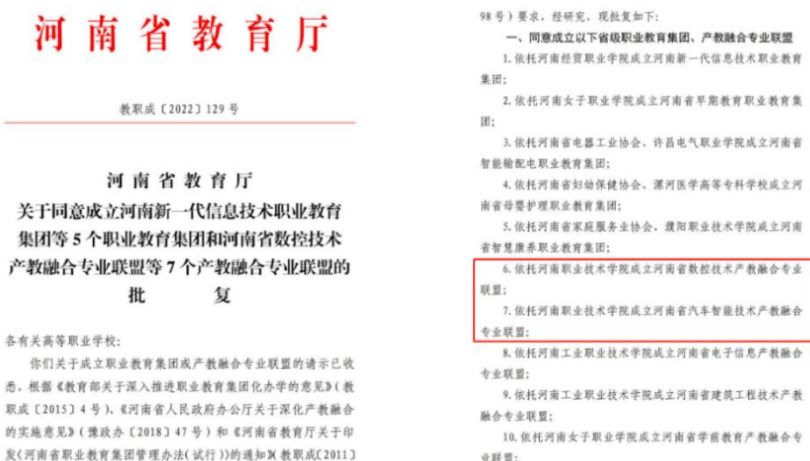 河南省教育厅
教职成〔2022〕129号
河南省教育厅
关于同意成立河南新一代信息技术职业教育
集团等5个职业教育集团和河南省数控技术
产教融合专业联盟等7个产教融合专业联盟的
批复
各有关高等职业学校:
你们关于成立职业教育集团或产教融合专业联盟的请示已收
悉。根据《教育部关于深入推进职业教育集团化办学的意见》(教
职成〔2015〕4号)、《河南省人民政府办公厅关于深化产教融合
的实施意见》(豫政办〔2018〕47号)和《河南省教育厅关于印
发〈河南省职业教育集团管理办法(试行)〉的通知》(教职成〔2011〕
98号)要求,经研究,现批复如下:
一、同意成立以下省级职业教育集团、产教融合专业联盟
1.依托河南经贸职业学院成立河南新一代信息技术职业教育
集团;
2.依托河南女子职业学院成立河南省早期教育职业教育集
团;
3.依托河南省电器工业协会、许昌电气职业学院成立河南省
智能输配电职业教育集团;
4.依托河南省妇幼保健协会、漯河医学高等专科学校成立河
南省母婴护理职业教育集团;
5.依托河南省家庭服务业协会、濮阳职业技术学院成立河南
省智慧康养职业教育集团;
6.依托河南职业技术学院成立河南省数控技术产教融合专业
联盟;
7.依托河南职业技术学院成立河南省汽车智能技术产教融合
专业联盟;
8.依托河南工业职业技术学院成立河南省电子信息产教融合
专业联盟;
9.依托河南工业职业技术学院成立河南省建筑工程技术产教
融合专业联盟;
10.依托河南女子职业学院成立河南省学前教育产教融合专
业联盟;